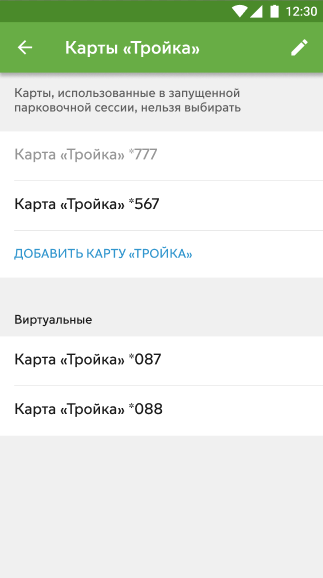 12:30
Карты «Тройка»
Карты, использованные в запущенной
парковочной сессии, нельзя выбирать
Карта «Тройка» *777
Карта «Тройка» *567
ДОБАВИТЬ КАРТУ «ТРОЙКА»
Виртуальные
Карта «Тройка» *087
Карта «Тройка» *088